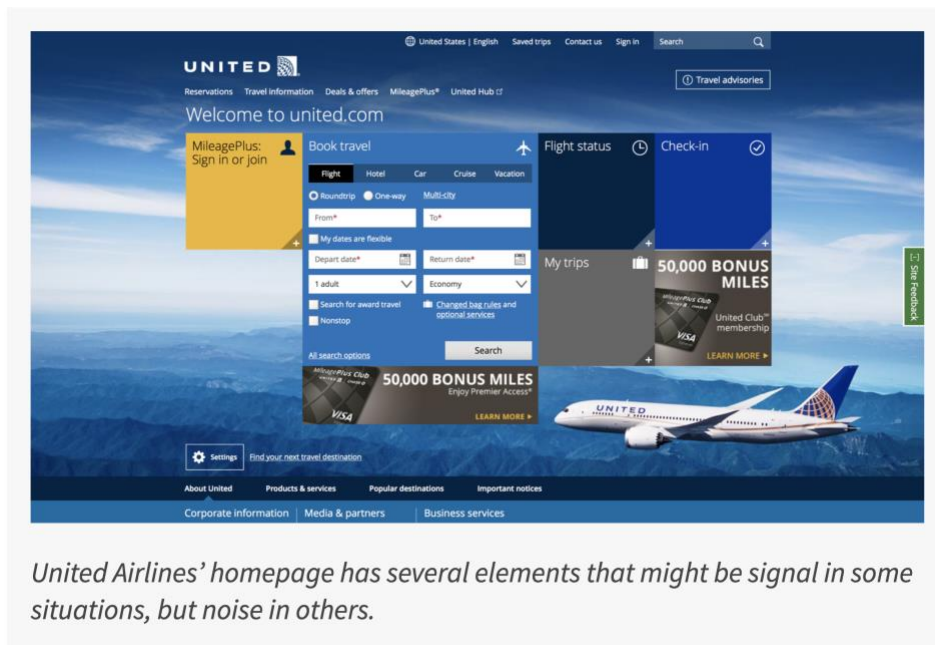 United States | English Saved trips Contact us Sign in Search
UNITED
Travel advisories
Reservations Travel information Deals & offers MileagePlus® United Hub
Welcome to united.com
MileagePlus:
Sign in or join
Book travel
Flight Hotel Car Cruise Vacation
Roundtrip One-way Multi-city
From* To*
My dates are flexible
Depart date* Return date*
1 adult Economy
Search for award travel
Changed bag rules and
optional services
Nonstop
All search options
Search
Flight status
Check-in
My trips
50,000 BONUS
MILES
MileagePlus Club
VISA
United Club℠
membership
LEARN MORE
MileagePlus Club
VISA
50,000 BONUS MILES
Enjoy Premier Access®
LEARN MORE
UNITED
Site Feedback
[-]
Settings Find your next travel destination
About United Products & services Popular destinations Important notices
Corporate information Media & partners Business services
United Airlines’ homepage has several elements that might be signal in some
situations, but noise in others.